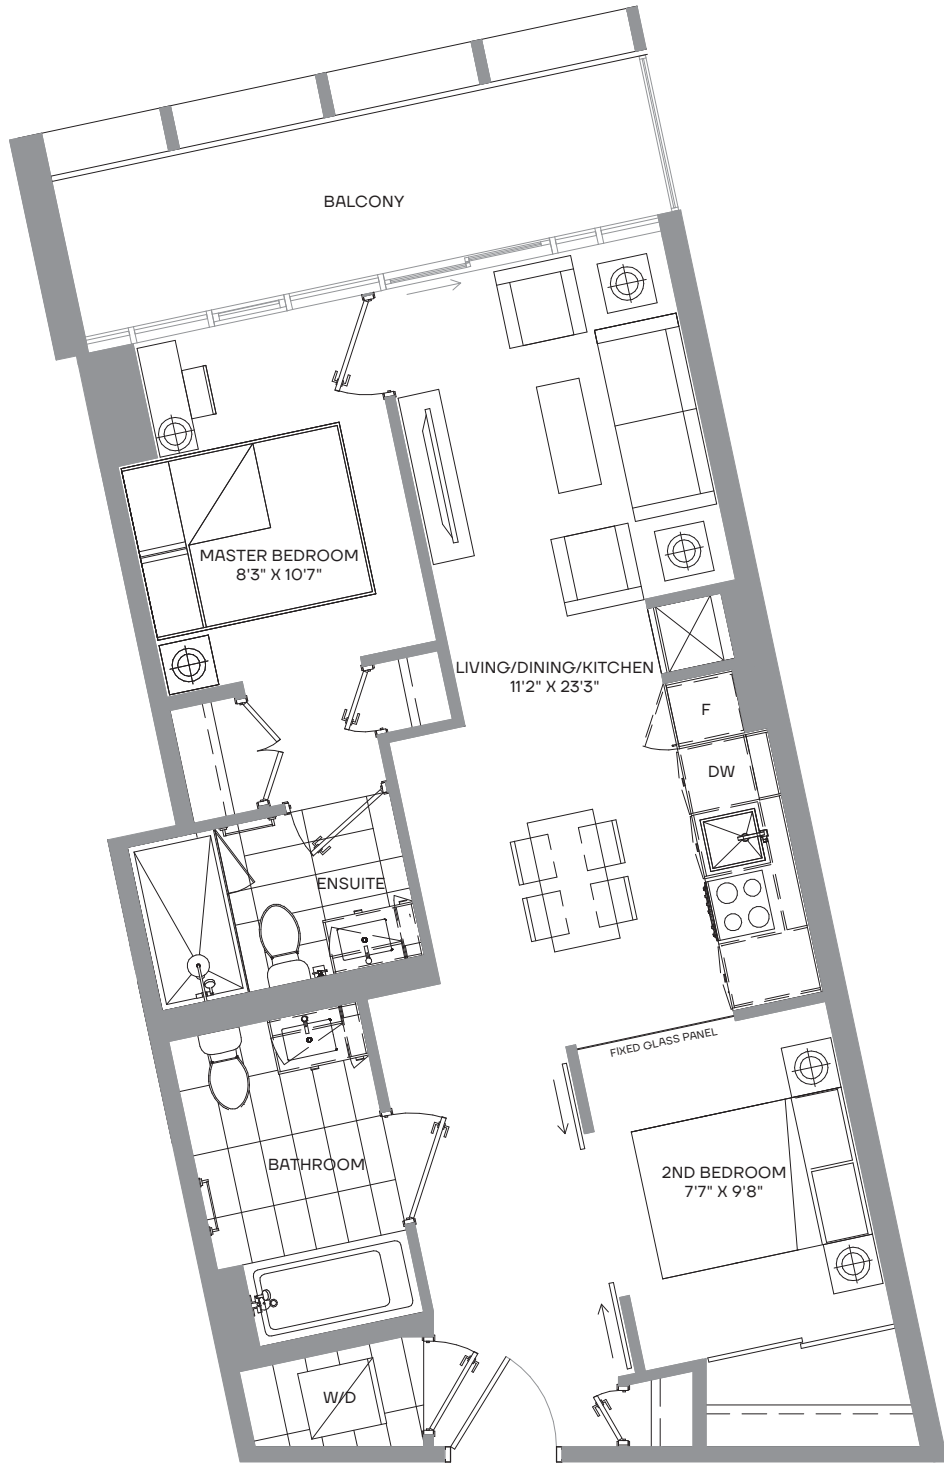 BALCONY
MASTER BEDROOM
8'3" X 10'7"
LIVING/DINING/KITCHEN
11'2" X 23'3"
F
DW
ENSUITE
FIXED GLASS PANEL
BATHROOM
2ND BEDROOM
7'7" X 9'8"
W/D